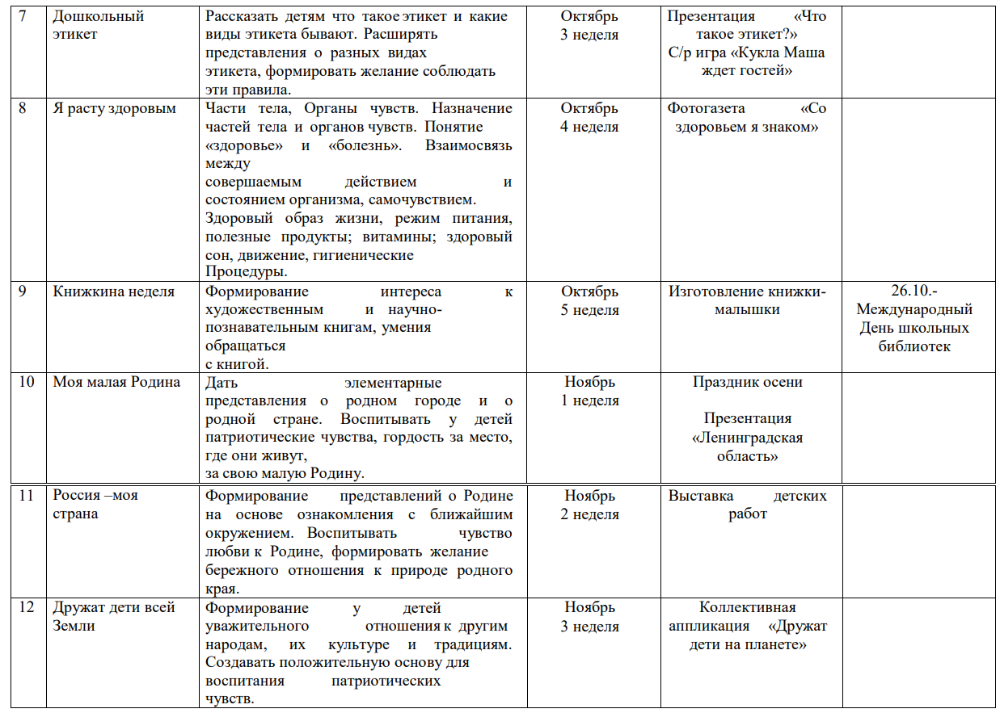 7
Дошкольный
этикет
Рассказать детям что такое этикет и какие
виды этикета бывают. Расширять
представления о разных видах
этикета, формировать желание соблюдать
эти правила.
Октябрь
3 неделя
Презентация «Что
такое этикет?»
С/р игра «Кукла Маша
ждет гостей»
8
Я расту здоровым
Части тела, Органы чувств. Назначение
частей тела и органов чувств. Понятие
«здоровье» и «болезнь». Взаимосвязь
между
совершаемым действием и
состоянием организма, самочувствием.
Здоровый образ жизни, режим питания,
полезные продукты; витамины; здоровый
сон, движение, гигиенические
Процедуры.
Октябрь
4 неделя
Фотогазета «Со
здоровьем я знаком»
9
Книжкина неделя
Формирование интереса к
художественным и научно-
познавательным книгам, умения
обращаться
с книгой.
Октябрь
5 неделя
Изготовление книжки-
малышки
26.10.-
Международный
День школьных
библиотек
10
Моя малая Родина
Дать элементарные
представления о родном городе и о
родной стране. Воспитывать у детей
патриотические чувства, гордость за место,
где они живут,
за свою малую Родину.
Ноябрь
1 неделя
Праздник осени
Презентация
«Ленинградская
область»
11
Россия –моя
страна
Формирование представлений о Родине
на основе ознакомления с ближайшим
окружением. Воспитывать чувство
любви к Родине, формировать желание
бережного отношения к природе родного
края.
Ноябрь
2 неделя
Выставка детских
работ
12
Дружат дети всей
Земли
Формирование у детей
уважительного отношения к другим
народам, их культуре и традициям.
Создавать положительную основу для
воспитания патриотических
чувств.
Ноябрь
3 неделя
Коллективная
аппликация «Дружат
дети на планете»